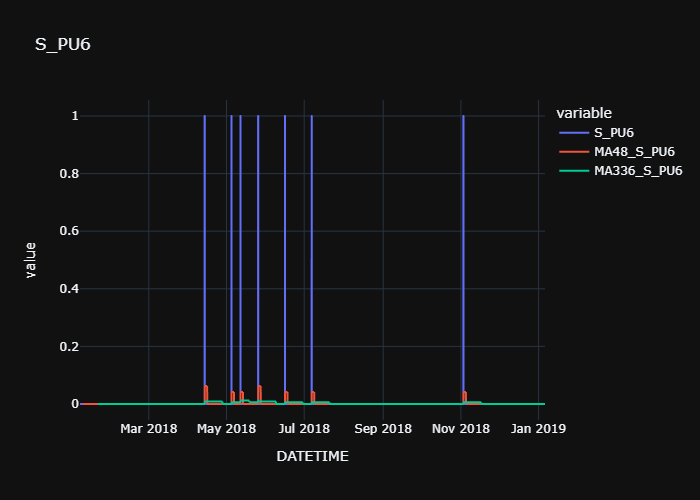 S_PU6
variable
S_PU6
MA48_S_PU6
MA336_S_PU6
value
1
0.8
0.6
0.4
0.2
0
Mar 2018
May 2018
Jul 2018
Sep 2018
Nov 2018
Jan 2019
DATETIME